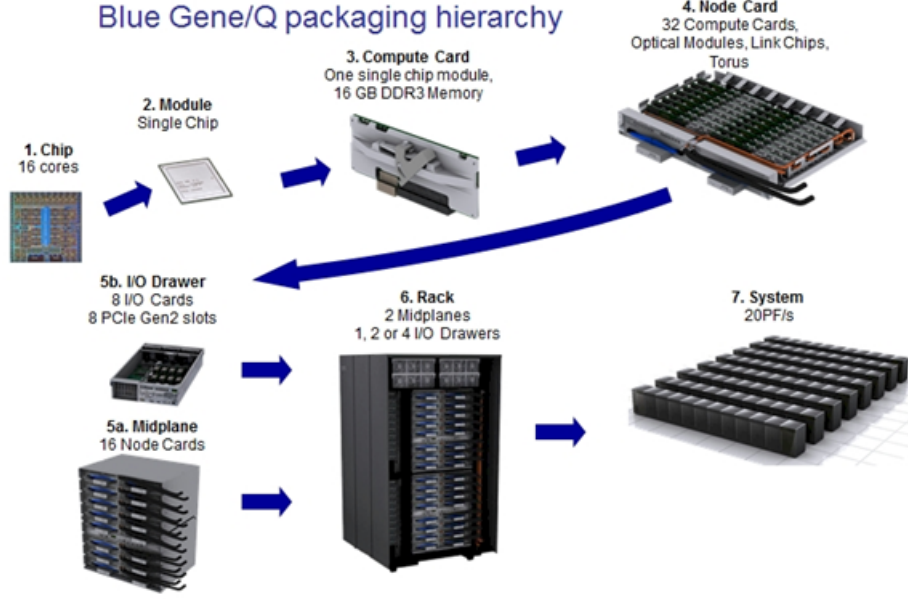 Blue Gene/Q packaging hierarchy
1. Chip
16 cores
2. Module
Single Chip
3. Compute Card
One single chip module,
16 GB DDR3 Memory
4. Node Card
32 Compute Cards,
Optical Modules, Link Chips,
Torus
5b. I/O Drawer
8 I/O Cards
8 PCIe Gen2 slots
5a. Midplane
16 Node Cards
6. Rack
2 Midplanes
1, 2 or 4 I/O Drawers
7. System
20PF/s